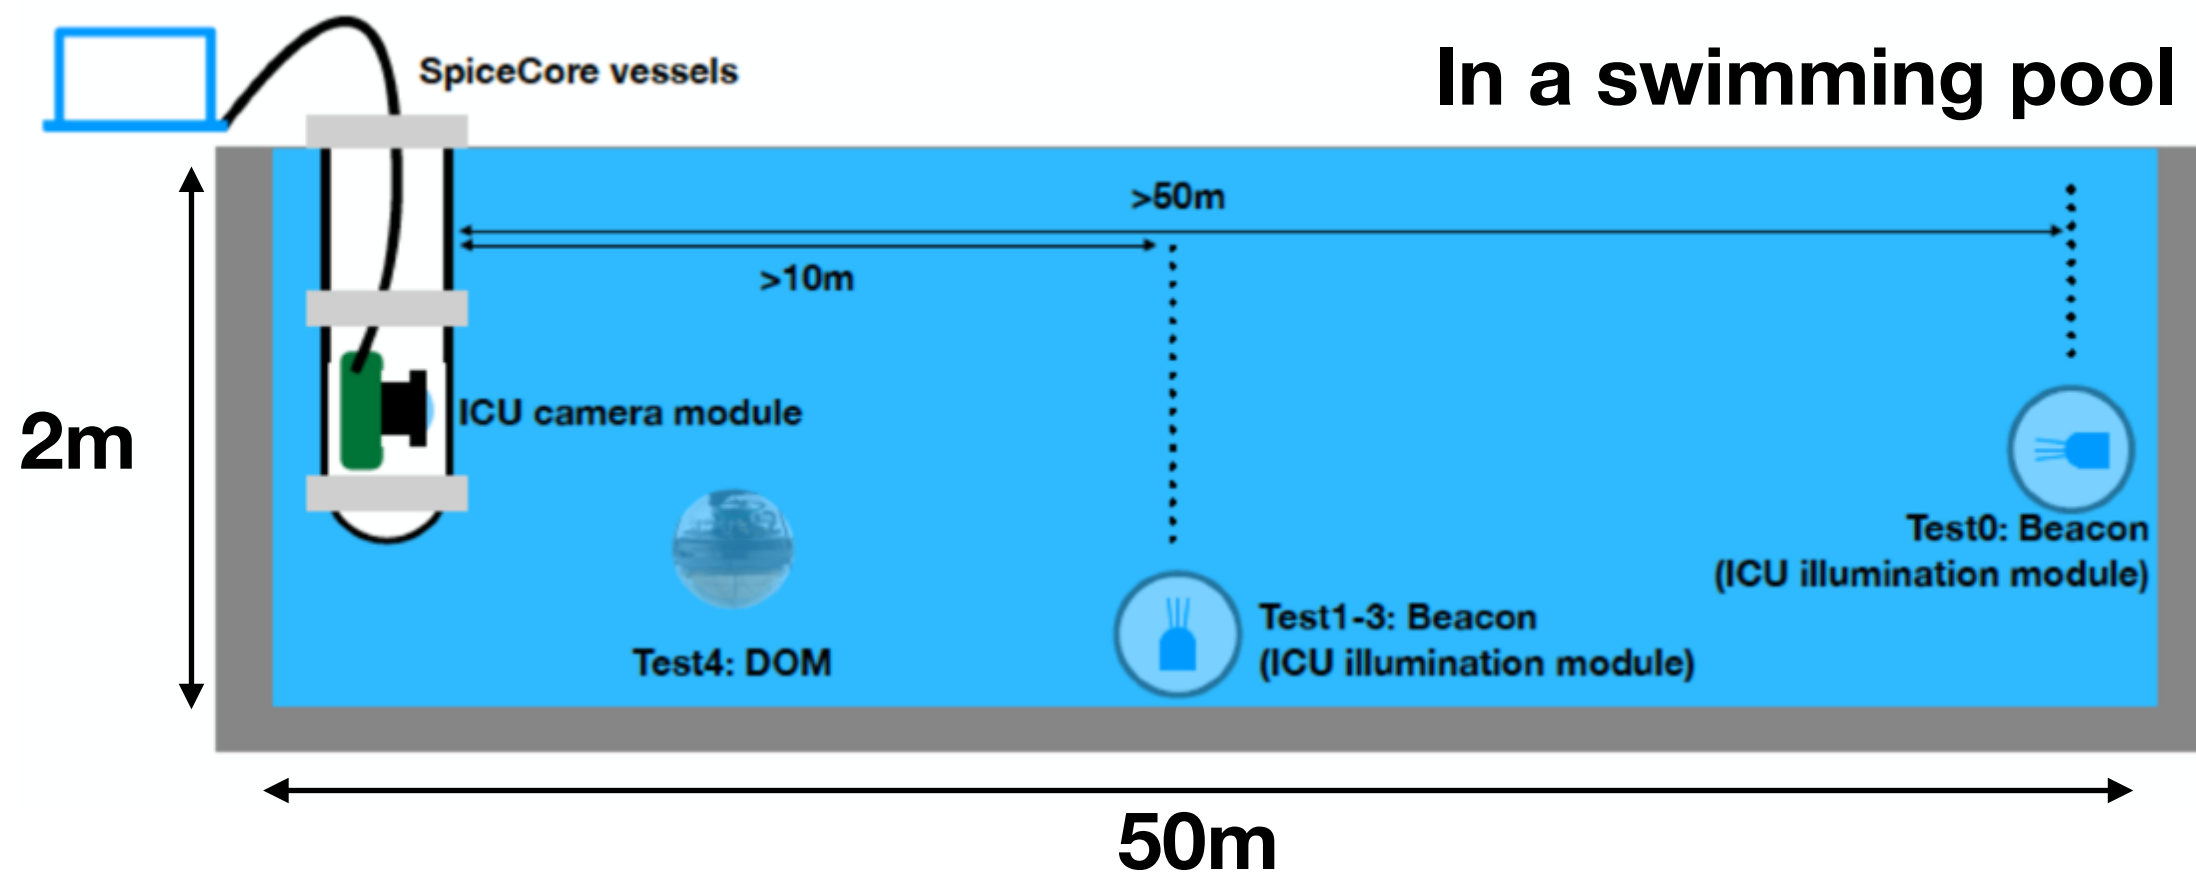 SpiceCore vessels
In a swimming pool
>50m
>10m
2m
ICU camera module
Test0: Beacon
(ICU illumination module)
Test1-3: Beacon
(ICU illumination module)
Test4: DOM
50m